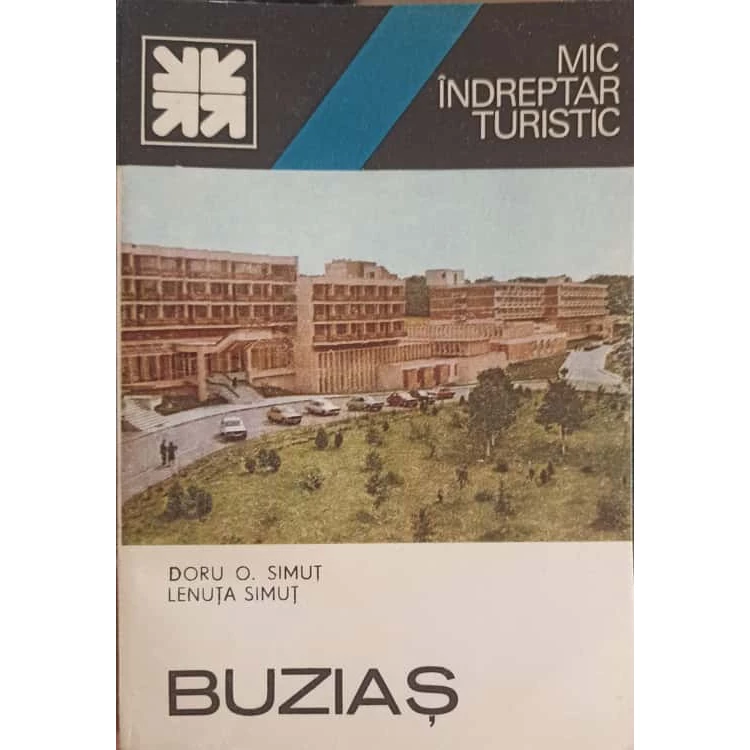 MIC
ÎNDREPTAR
TURISTIC
DORU O. SIMUȚ
LENUȚA SIMUȚ
BUZIAȘ